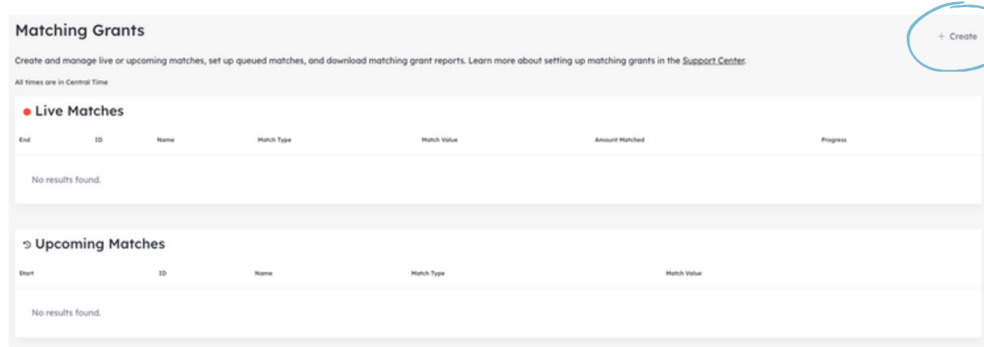 Matching Grants
+ Create
Create and manage live or upcoming matches, set up queued matches, and download matching grant reports. Learn more about setting up matching grants in the Support Center.
All times are in Central Time
Live Matches
End ID Name Match Type Match Value Amount Matched Progress
No results found.
Upcoming Matches
Start ID Name Match Type Match Value
No results found.